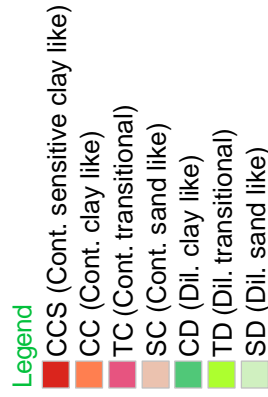 Legend
CCS (Cont. sensitive clay like)
CC (Cont. clay like)
TC (Cont. transitional)
SC (Cont. sand like)
CD (Dil. clay like)
TD (Dil. transitional)
SD (Dil. sand like)